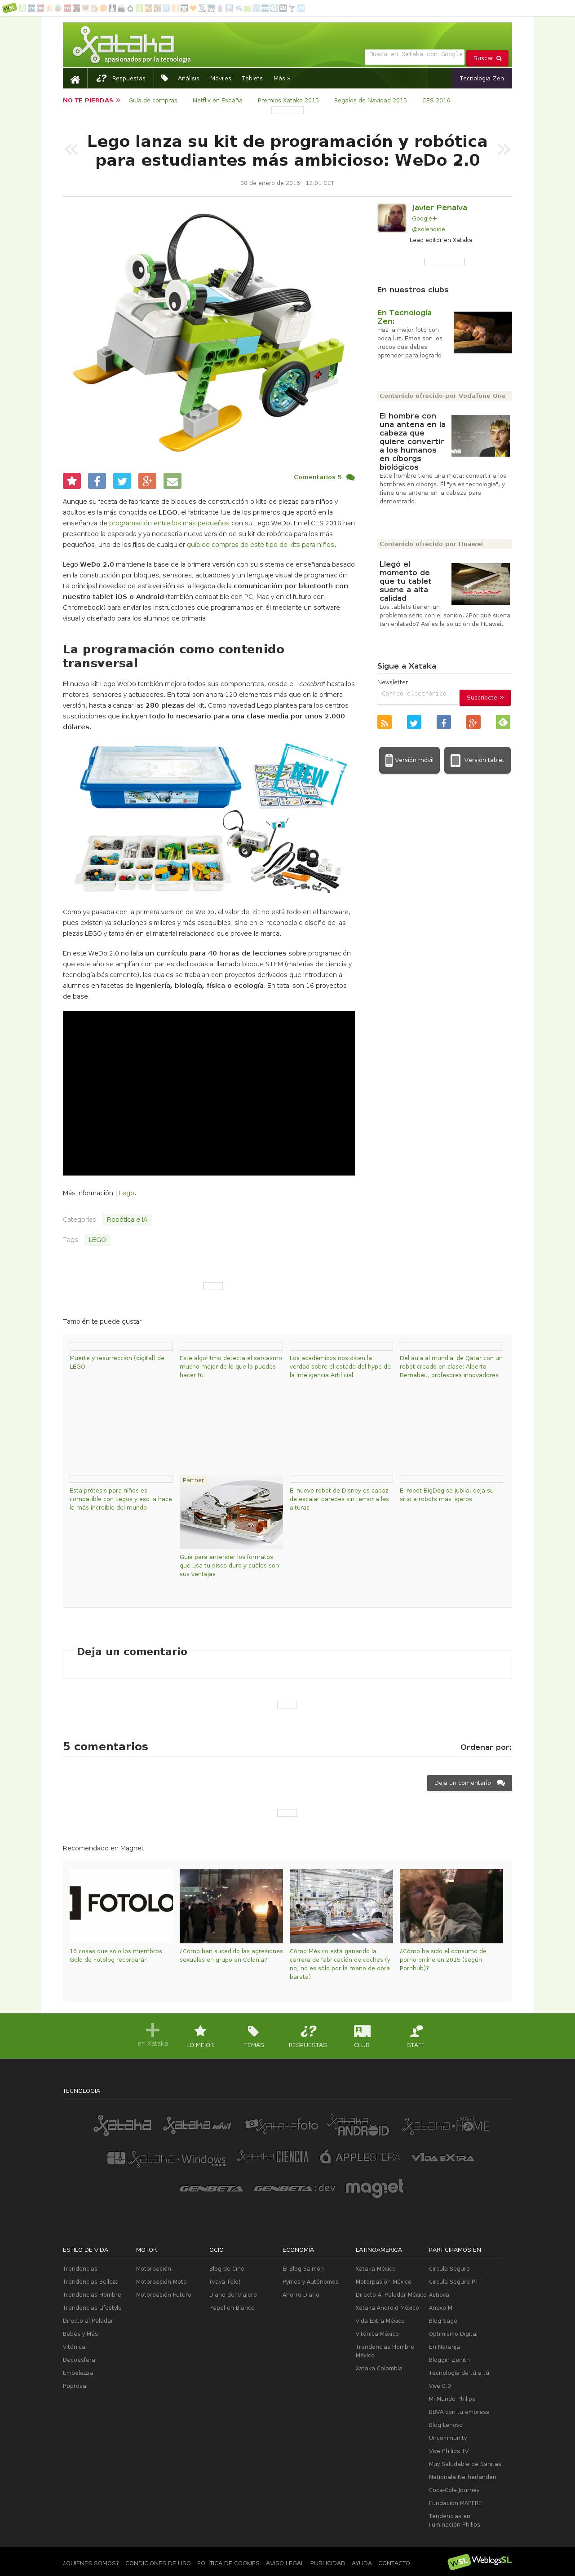 Xataka
apasionados por la tecnología
Busca en Xataka con Google
Buscar
Respuestas
Análisis
Móviles
Tablets
Más »
Tecnología Zen
NO TE PIERDAS »
Guía de compras
Netflix en España
Premios Xataka 2015
Regalos de Navidad 2015
CES 2016
«
»
Lego lanza su kit de programación y robótica
para estudiantes más ambicioso: WeDo 2.0
08 de enero de 2016 | 12:01 CET
Comentarios 5
Aunque su faceta de fabricante de bloques de construcción o kits de piezas para niños y
adultos es la más conocida de LEGO, el fabricante fue de los primeros que aportó en la
enseñanza de programación entre los más pequeños con su Lego WeDo. En el CES 2016 han
presentado la esperada y ya necesaria nueva versión de su kit de robótica para los más
pequeños, uno de los fijos de cualquier guía de compras de este tipo de kits para niños.
Lego WeDo 2.0 mantiene la base de la primera versión con su sistema de enseñanza basado
en la construcción por bloques, sensores, actuadores y un lenguaje visual de programación.
La principal novedad de esta versión es la llegada de la comunicación por bluetooth con
nuestro tablet iOS o Android (también compatible con PC, Mac y en el futuro con
Chromebook) para enviar las instrucciones que programamos en él mediante un software
visual y diseñado para los alumnos de primaria.
La programación como contenido
transversal
El nuevo kit Lego WeDo también mejora todos sus componentes, desde el "cerebro" hasta los
motores, sensores y actuadores. En total son ahora 120 elementos más que en la primera
versión, hasta alcanzar las 280 piezas del kit. Como novedad Lego plantea para los centros
suscripciones que incluyen todo lo necesario para una clase media por unos 2.000
dólares.
NEW
Como ya pasaba con la primera versión de WeDo, el valor del kit no está todo en el hardware,
pues existen ya soluciones similares y más asequibles, sino en el reconocible diseño de las
piezas LEGO y también en el material relacionado que provee la marca.
En este WeDo 2.0 no falta un currículo para 40 horas de lecciones sobre programación
que este año se amplían con partes dedicadas al llamado bloque STEM (materias de ciencia y
tecnología básicamente), las cuales se trabajan con proyectos derivados que introducen al
alumnos en facetas de ingeniería, biología, física o ecología. En total son 16 proyectos
de base.
Más información | Lego.
Categorías
Robótica e IA
Tags
LEGO
Javier Penalva
Google+
@solenoide
Lead editor en Xataka
En nuestros clubs
En Tecnología
Zen:
Haz la mejor foto con
poca luz. Estos son los
trucos que debes
aprender para lograrlo
Contenido ofrecido por Vodafone One
El hombre con
una antena en la
cabeza que
quiere convertir
a los humanos
en cíborgs
biológicos
Este hombre tiene una meta: convertir a los
hombres en cíborgs. Él "ya es tecnología", y
tiene una antena en la cabeza para
demostrarlo.
Contenido ofrecido por Huawei
Llegó el
momento de
que tu tablet
suene a alta
calidad
Los tablets tienen un
problema serio con el sonido. ¿Por qué suena
tan enlatado? Así es la solución de Huawei.
Sigue a Xataka
Newsletter:
Correo electrónico
Suscríbete »
Versión móvil
Versión tablet
También te puede gustar
Muerte y resurrección (digital) de
LEGO
Este algoritmo detecta el sarcasmo
mucho mejor de lo que lo puedes
hacer tú
Los académicos nos dicen la
verdad sobre el estado del hype de
la Inteligencia Artificial
Del aula al mundial de Qatar con un
robot creado en clase: Alberto
Bernabéu, profesores innovadores
Esta prótesis para niños es
compatible con Legos y eso la hace
la más increíble del mundo
Partner
Guía para entender los formatos
que usa tu disco duro y cuáles son
sus ventajas
El nuevo robot de Disney es capaz
de escalar paredes sin temor a las
alturas
El robot BigDog se jubila, deja su
sitio a robots más ligeros
Deja un comentario
5 comentarios
Ordenar por:
Deja un comentario
Recomendado en Magnet
FOTOLO
16 cosas que sólo los miembros
Gold de Fotolog recordarán
¿Cómo han sucedido las agresiones
sexuales en grupo en Colonia?
Cómo México está ganando la
carrera de fabricación de coches (y
no, no es sólo por la mano de obra
barata)
¿Cómo ha sido el consumo de
porno online en 2015 (según
Pornhub)?
en Xataka
LO MEJOR
TEMAS
RESPUESTAS
CLUB
STAFF
TECNOLOGÍA
Xataka
Xataka móvil
Xataka foto
Xataka ANDROID
Xataka SMART HOME
Xataka Windows
Xataka CIENCIA
APPLESFERA
VIDA EXTRA
GENBETA
GENBETA:dev
magnet
ESTILO DE VIDA
Trendencias
Trendencias Belleza
Trendencias Hombre
Trendencias Lifestyle
Directo al Paladar
Bebés y Más
Vitónica
Decoesfera
Embelezzia
Poprosa
MOTOR
Motorpasión
Motorpasión Moto
Motorpasión Futuro
OCIO
Blog de Cine
¡Vaya Tele!
Diario del Viajero
Papel en Blanco
ECONOMÍA
El Blog Salmón
Pymes y Autónomos
Ahorro Diario
LATINOAMÉRICA
Xataka México
Motorpasión México
Directo Al Paladar México
Xataka Android México
Vida Extra México
Vitónica México
Trendencias Hombre
México
Xataka Colombia
PARTICIPAMOS EN
Circula Seguro
Circula Seguro PT
Actibva
Anexo M
Blog Sage
Optimismo Digital
En Naranja
Bloggin Zenith
Tecnología de tú a tú
Vive 0,0
Mi Mundo Philips
BBVA con tu empresa
Blog Lenovo
Uncommunity
Vive Philips TV
Muy Saludable de Sanitas
Nationale Nederlanden
Coca-Cola Journey
Fundacion MAPFRE
Tendencias en
iluminación Philips
¿QUIENES SOMOS?
CONDICIONES DE USO
POLÍTICA DE COOKIES
AVISO LEGAL
PUBLICIDAD
AYUDA
CONTACTO
WSL WeblogsSL